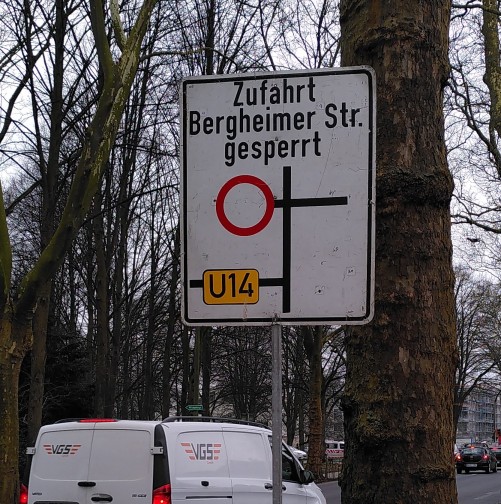 Zufahrt
Bergheimer Str.
gesperrt
U14
VGS
VGS